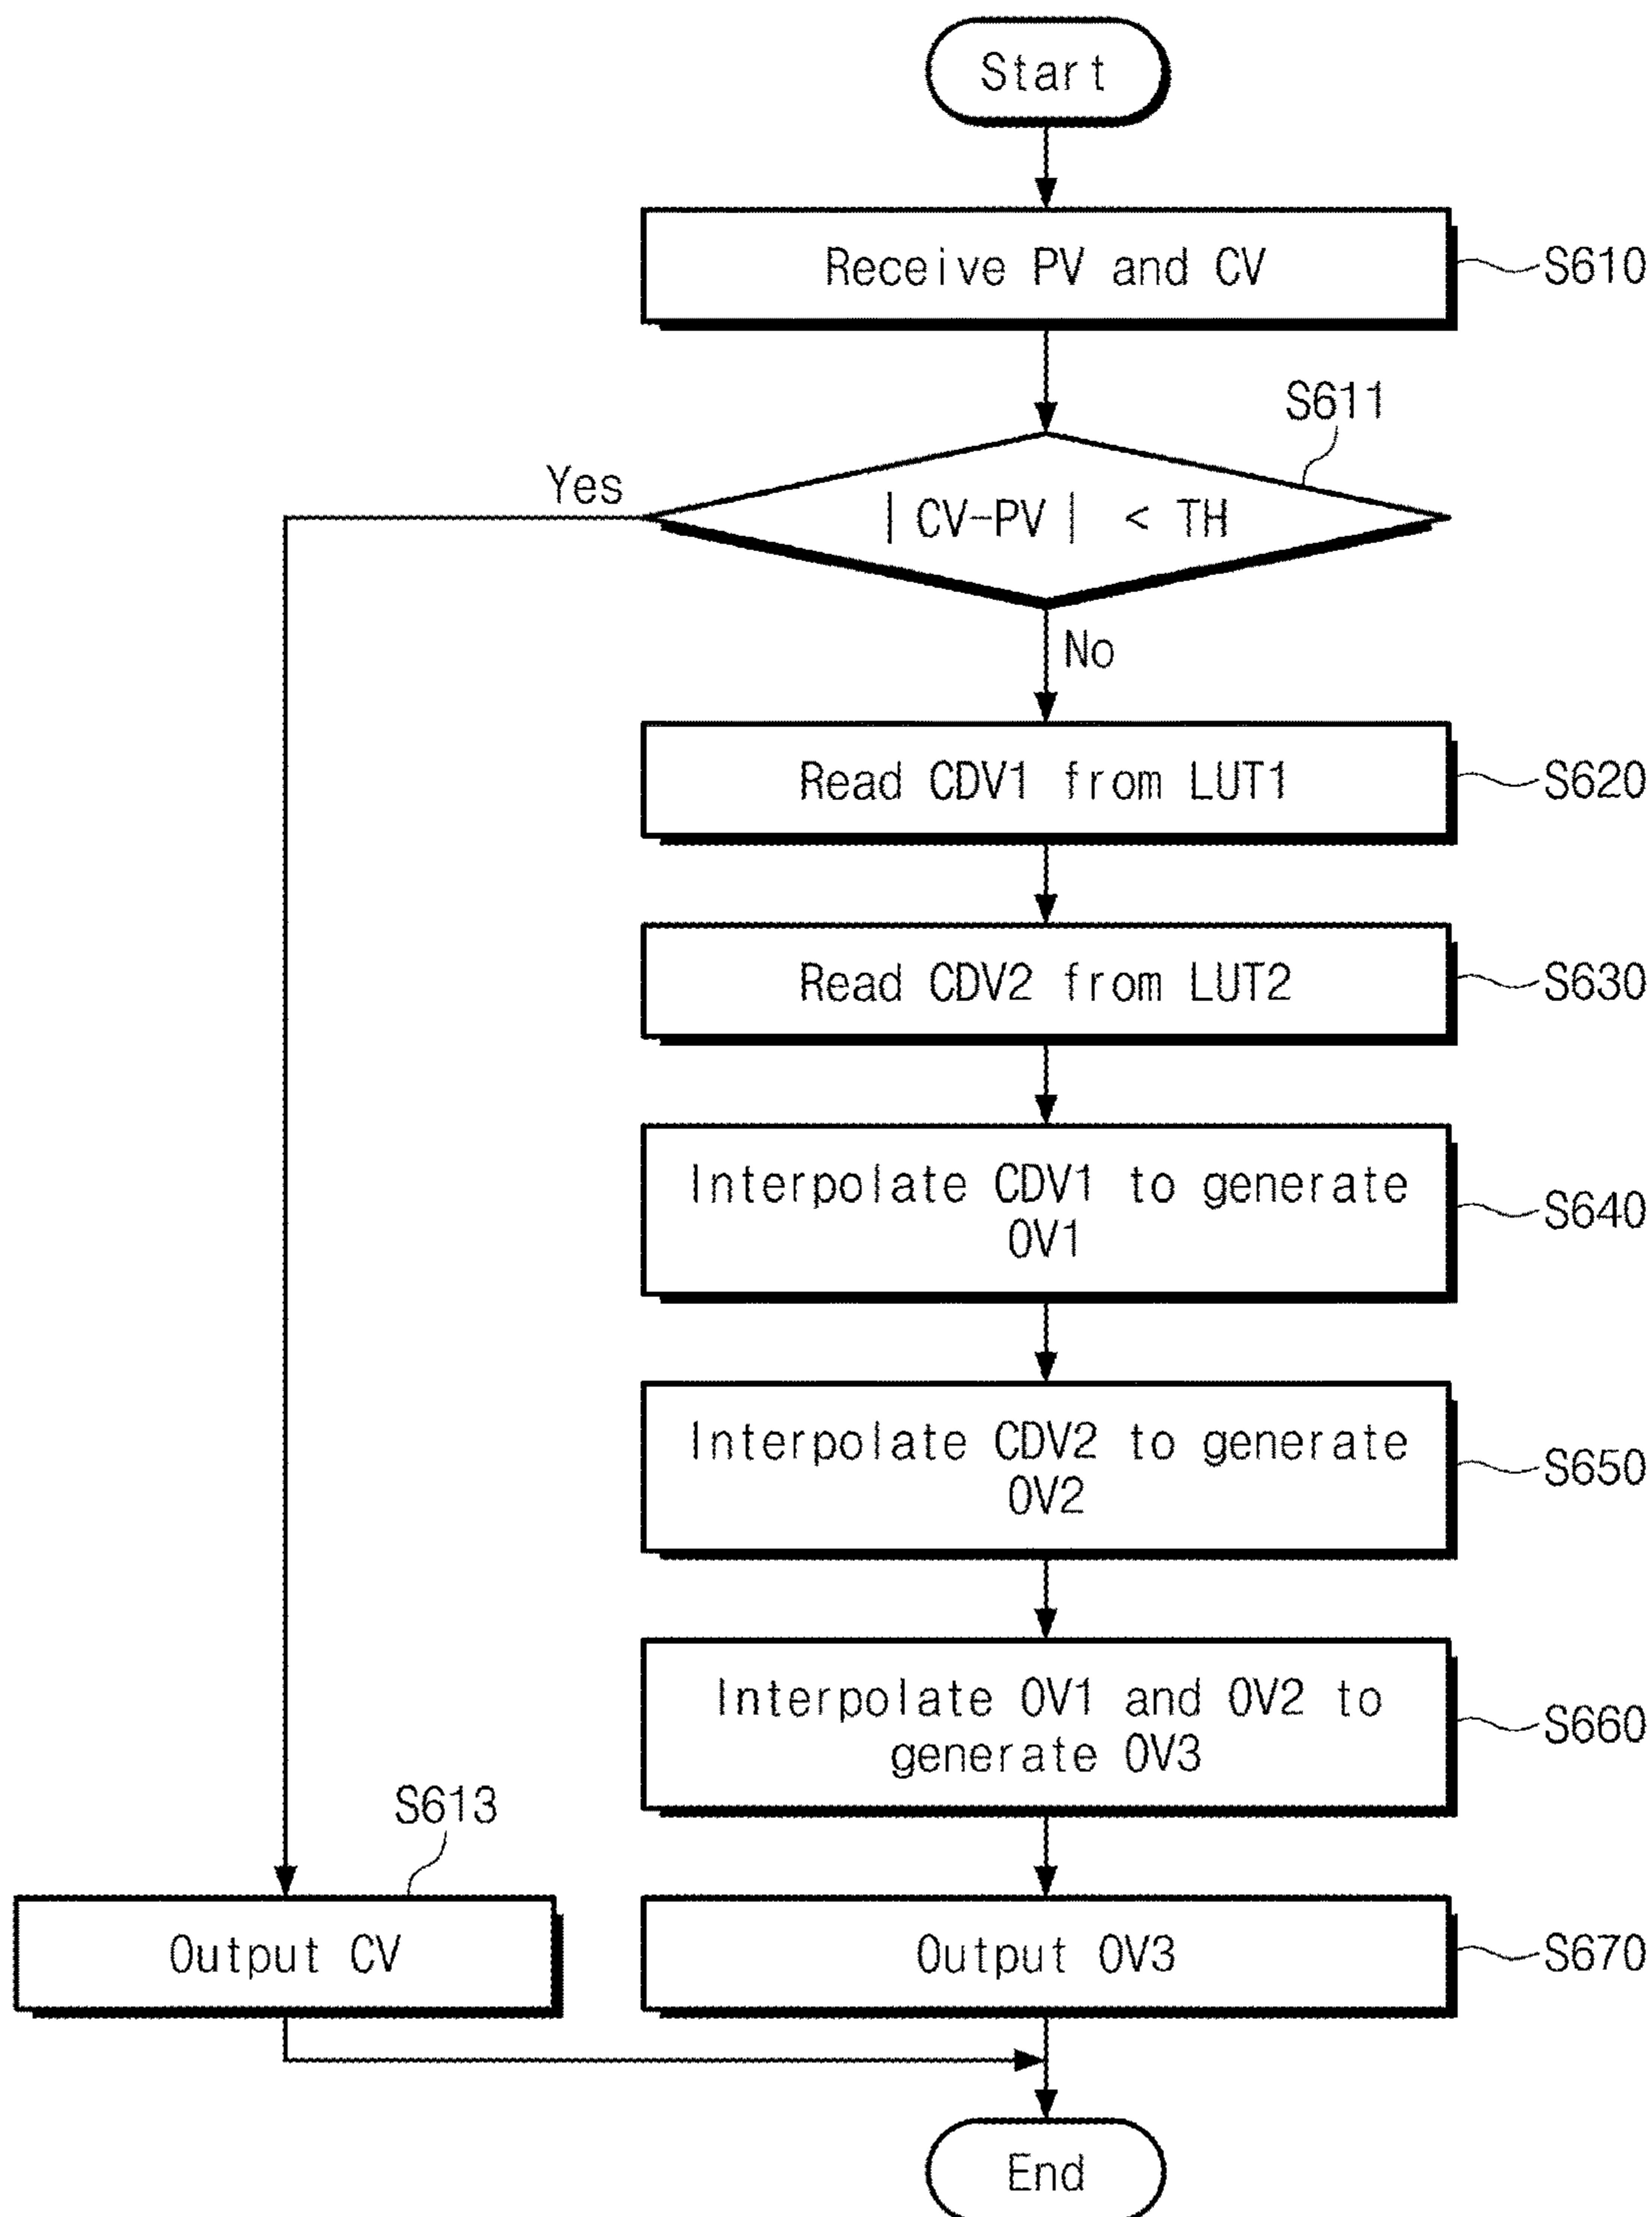 Start
Receive PV and CV
S610
S611
Yes
| CV-PV | < TH
No
Read CDV1 from LUT1
S620
Read CDV2 from LUT2
S630
Interpolate CDV1 to generate
OV1
S640
Interpolate CDV2 to generate
OV2
S650
Interpolate OV1 and OV2 to
generate OV3
S660
S613
Output CV
Output OV3
S670
End